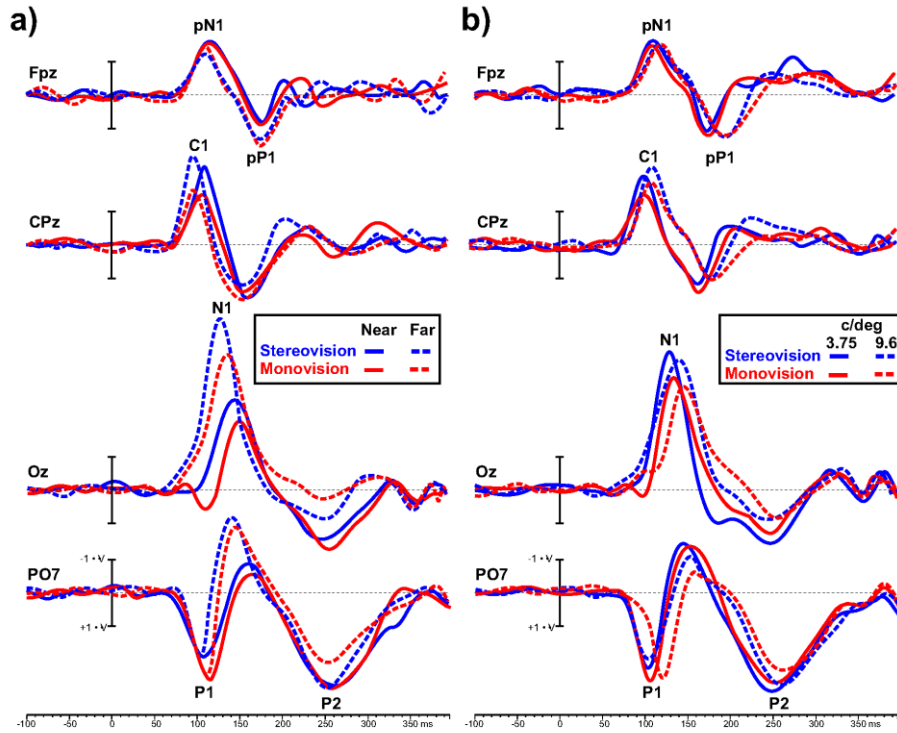 a)
pN1
Fpz
pP1
C1
CPz
N1
Near Far
Stereovision
Monovision
Oz
-1 • V
PO7
+1 • V
P1
P2
-100 -50 0 50 100 150 200 250 300 350 ms
b)
pN1
Fpz
pP1
C1
CPz
N1
c/deg
3.75 9.6
Stereovision
Monovision
Oz
-1 • V
PO7
+1 • V
P1
P2
-100 -50 0 50 100 150 200 250 300 350 ms